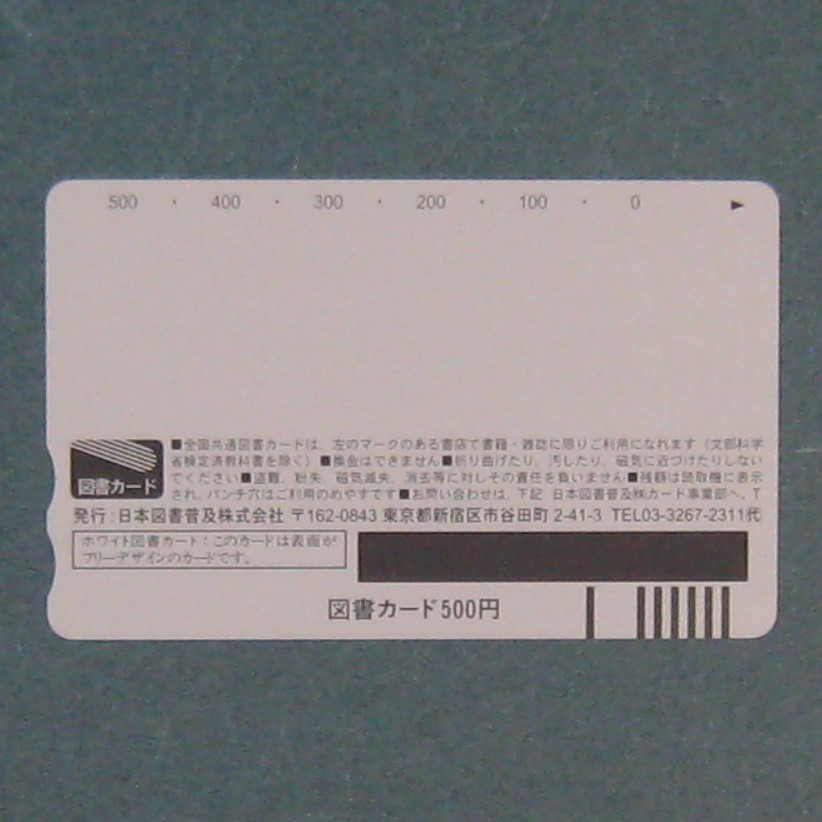 500 ・ 400 ・ 300 ・ 200 ・ 100 ・ 0 ▶
図書カード
■全国共通図書カードは、左のマークのある書店で書籍・雑誌に限りご利用になれます（文部科学
省検定済教科書を除く）■換金はできません■折り曲げたり、汚したり、磁気に近づけたりしない
でください■盗難、紛失、磁気減失、消去等に対しその責任を負いません■残額は読取機に表示
され、パンチ穴はご利用のめやすです■お問い合わせは、下記 日本図書普及㈱カード事業部へ。T
発行：日本図書普及株式会社 〒162-0843 東京都新宿区市谷田町 2-41-3 TEL03-3267-2311代
ホワイト図書カード：このカードは表面が
フリーデザインのカードです。
図書カード500円